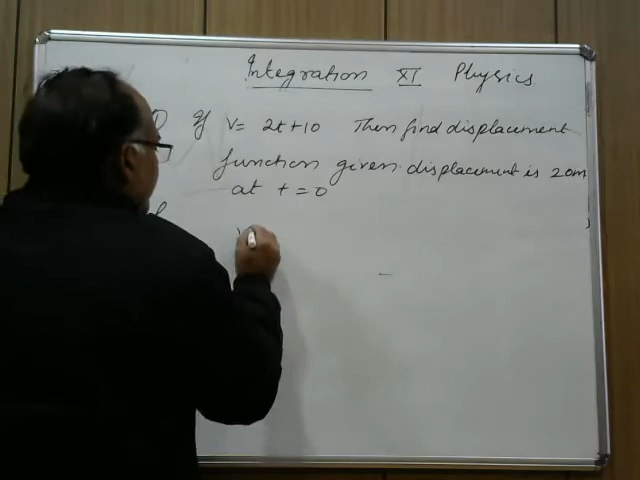 Integration XI Physics
If v= 2t+10 Then find displacement
function given displacement is 20m
at t=0